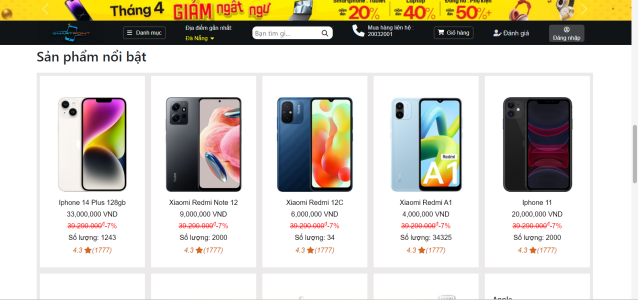 Tháng 4
GIẢM ngất ngư
20%
40%
50%+
Danh mục
Địa điểm gần nhất
Đà Nẵng
Bạn tìm gì...
Mua hàng liên hệ
20032001
Giỏ hàng
Đánh giá
Đăng nhập
Sản phẩm nổi bật
Redmi
A1
Iphone 14 Plus 128gb
33,000,000 VND
39.290.000₫-7%
Số lượng: 1243
4.3 (1777)
Xiaomi Redmi Note 12
9,000,000 VND
39.290.000₫-7%
Số lượng: 2000
4.3 (1777)
Xiaomi Redmi 12C
6,000,000 VND
39.290.000₫-7%
Số lượng: 34
4.3 (1777)
Xiaomi Redmi A1
4,000,000 VND
39.290.000₫-7%
Số lượng: 34325
4.3 (1777)
Iphone 11
20,000,000 VND
39.290.000₫-7%
Số lượng: 2000
4.3 (1777)